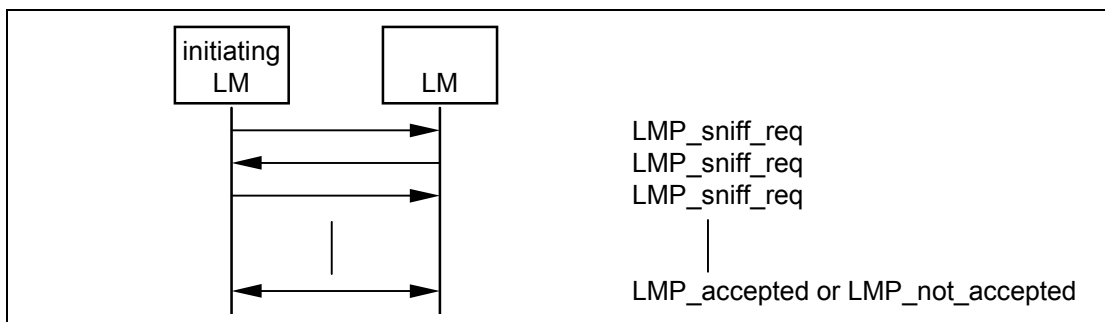 initiating
LM
LM
LMP_sniff_req
LMP_sniff_req
LMP_sniff_req
LMP_accepted or LMP_not_accepted